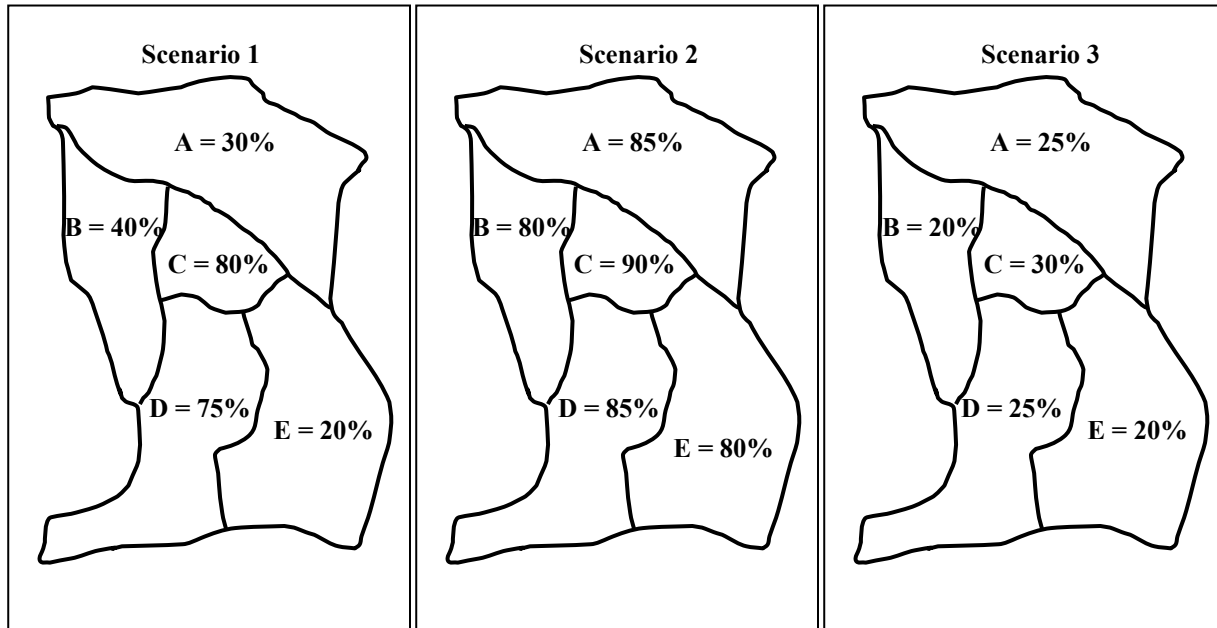 Scenario 1
A = 30%
B = 40%
C = 80%
D = 75%
E = 20%
Scenario 2
A = 85%
B = 80%
C = 90%
D = 85%
E = 80%
Scenario 3
A = 25%
B = 20%
C = 30%
D = 25%
E = 20%